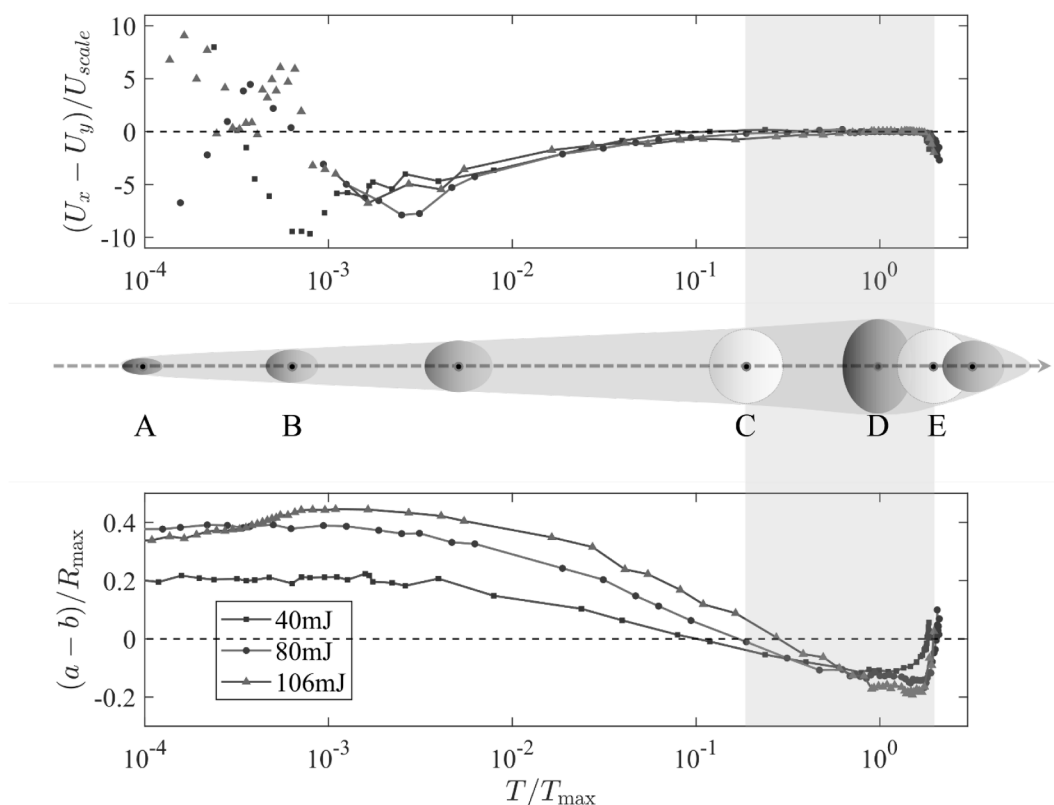 10
5
0
-5
-10
(U_x − U_y)/U_scale
10^-4
10^-3
10^-2
10^-1
10^0
A
B
C
D
E
0.4
0.2
0
-0.2
(a − b)/R_max
40mJ
80mJ
106mJ
10^-4
10^-3
10^-2
10^-1
10^0
T/T_max